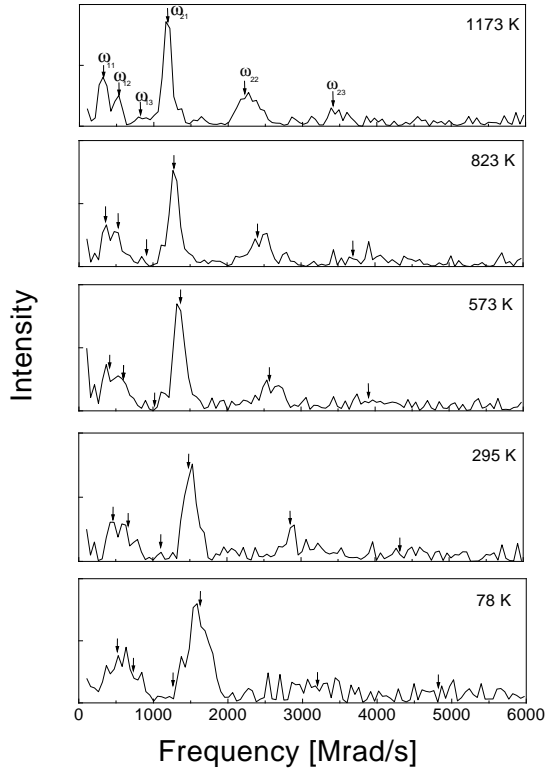 1173 K
ω21
ω11
ω12
ω13
ω22
ω23
823 K
573 K
295 K
78 K
Intensity
0 1000 2000 3000 4000 5000 6000
Frequency [Mrad/s]